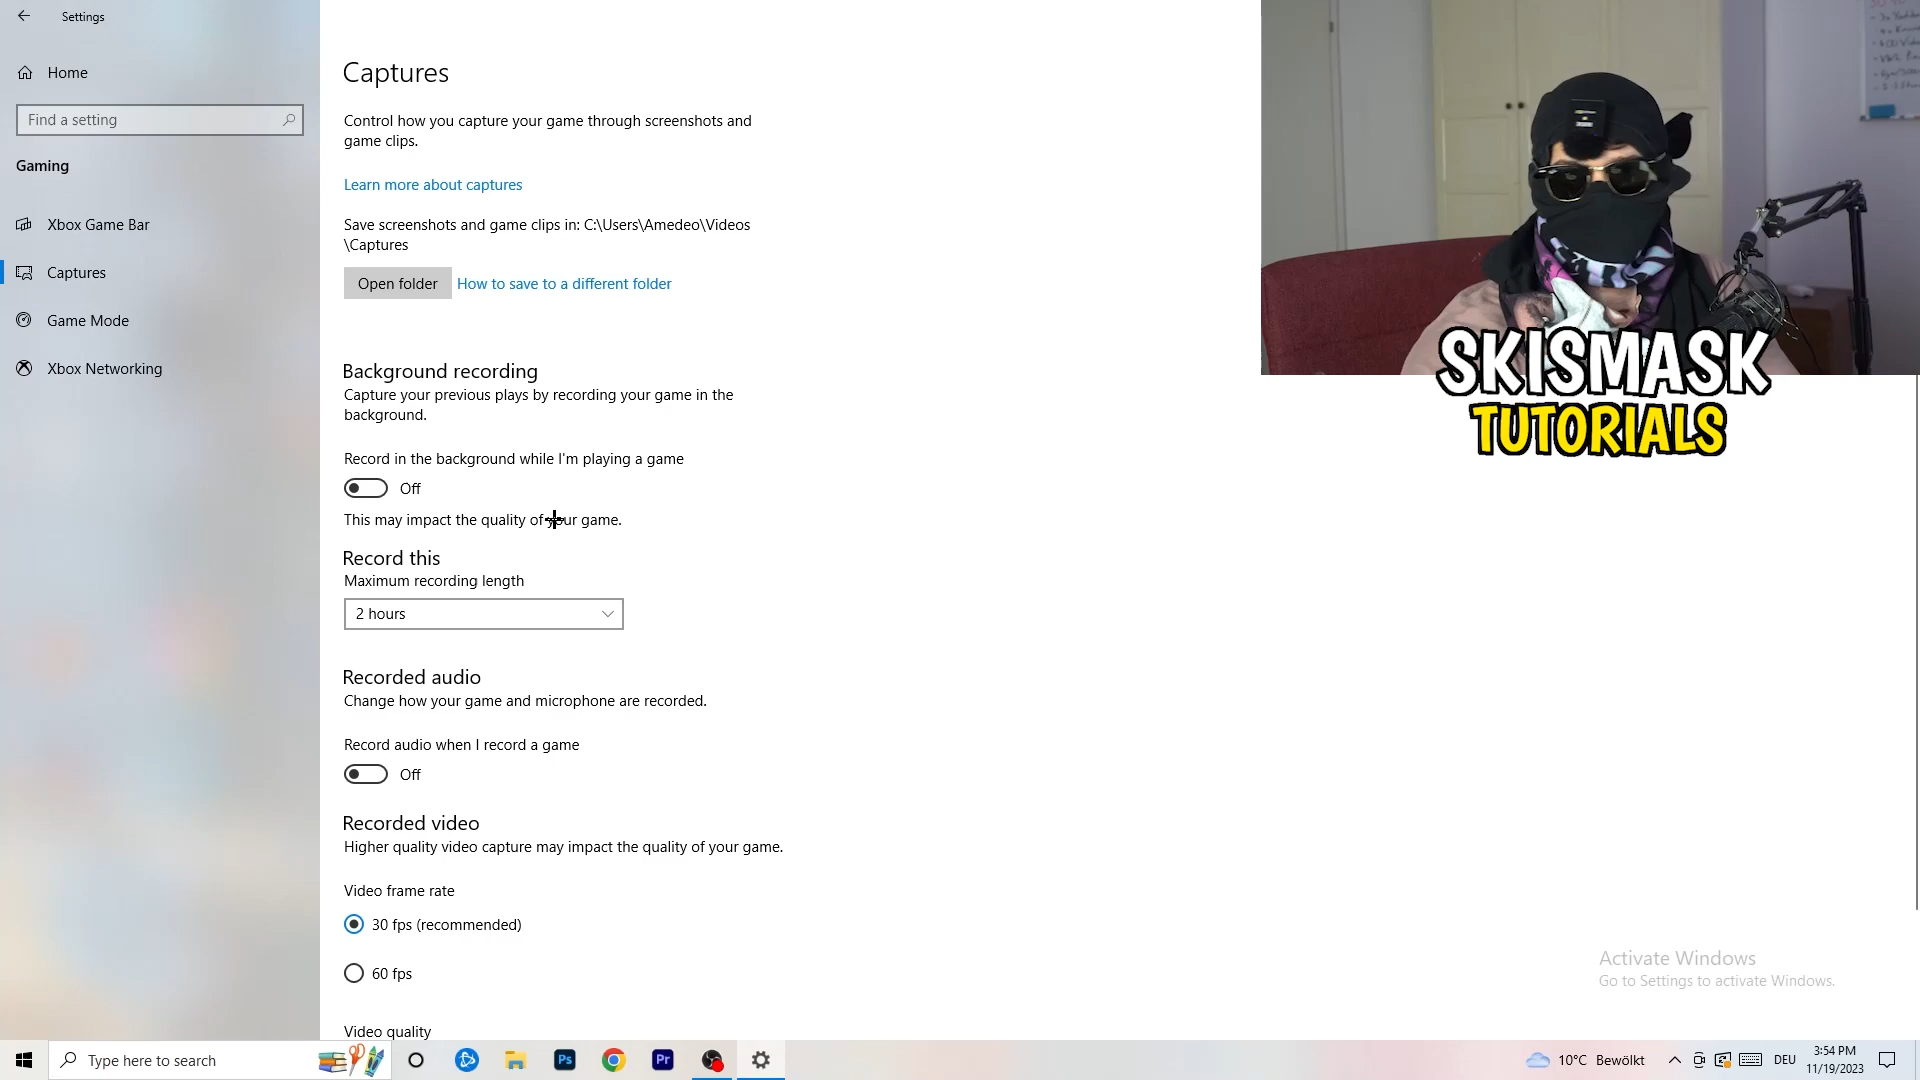 Settings
Home
Find a setting
Gaming
Xbox Game Bar
Captures
Game Mode
Xbox Networking
Captures
Control how you capture your game through screenshots and
game clips.
Learn more about captures
Save screenshots and game clips in: C:\Users\Amedeo\Videos
\Captures
Open folder
How to save to a different folder
Background recording
Capture your previous plays by recording your game in the
background.
Record in the background while I'm playing a game
Off
This may impact the quality of your game.
Record this
Maximum recording length
2 hours
Recorded audio
Change how your game and microphone are recorded.
Record audio when I record a game
Off
Recorded video
Higher quality video capture may impact the quality of your game.
Video frame rate
30 fps (recommended)
60 fps
Video quality
SKISMASK
TUTORIALS
Activate Windows
Go to Settings to activate Windows.
Type here to search
Ps
Pr
10°C Bewölkt
DEU
3:54 PM
11/19/2023